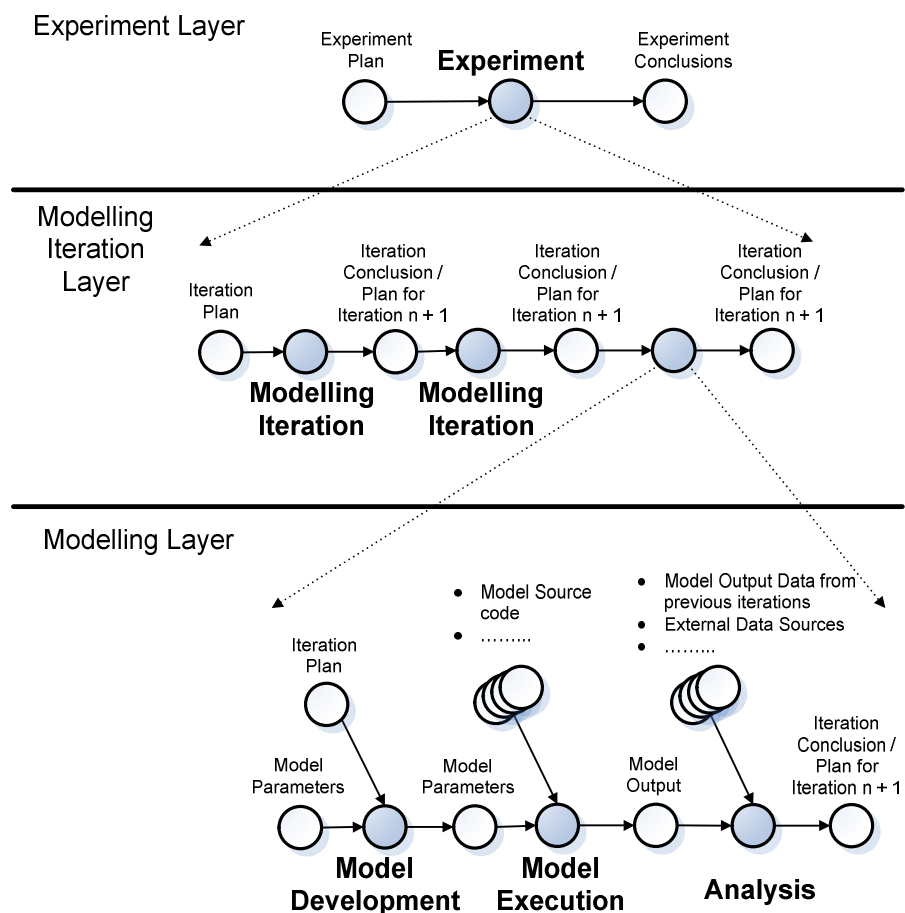 Experiment Layer
Experiment
Plan
Experiment
Experiment
Conclusions
Modelling
Iteration
Layer
Iteration
Plan
Iteration
Conclusion /
Plan for
Iteration n + 1
Iteration
Conclusion /
Plan for
Iteration n + 1
Iteration
Conclusion /
Plan for
Iteration n + 1
Modelling
Iteration
Modelling
Iteration
Modelling Layer
Iteration
Plan
• Model Source
code
• .........
• Model Output Data from
previous iterations
• External Data Sources
• .........
Model
Parameters
Model
Parameters
Model
Output
Iteration
Conclusion /
Plan for
Iteration n + 1
Model
Development
Model
Execution
Analysis